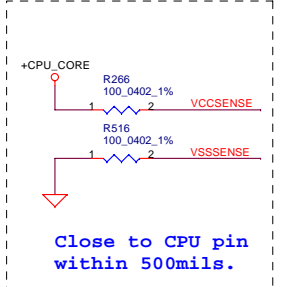 +CPU_CORE
R266
100_0402_1%
1 2 VCCSENSE
R516
100_0402_1%
1 2 VSSSENSE
Close to CPU pin
within 500mils.